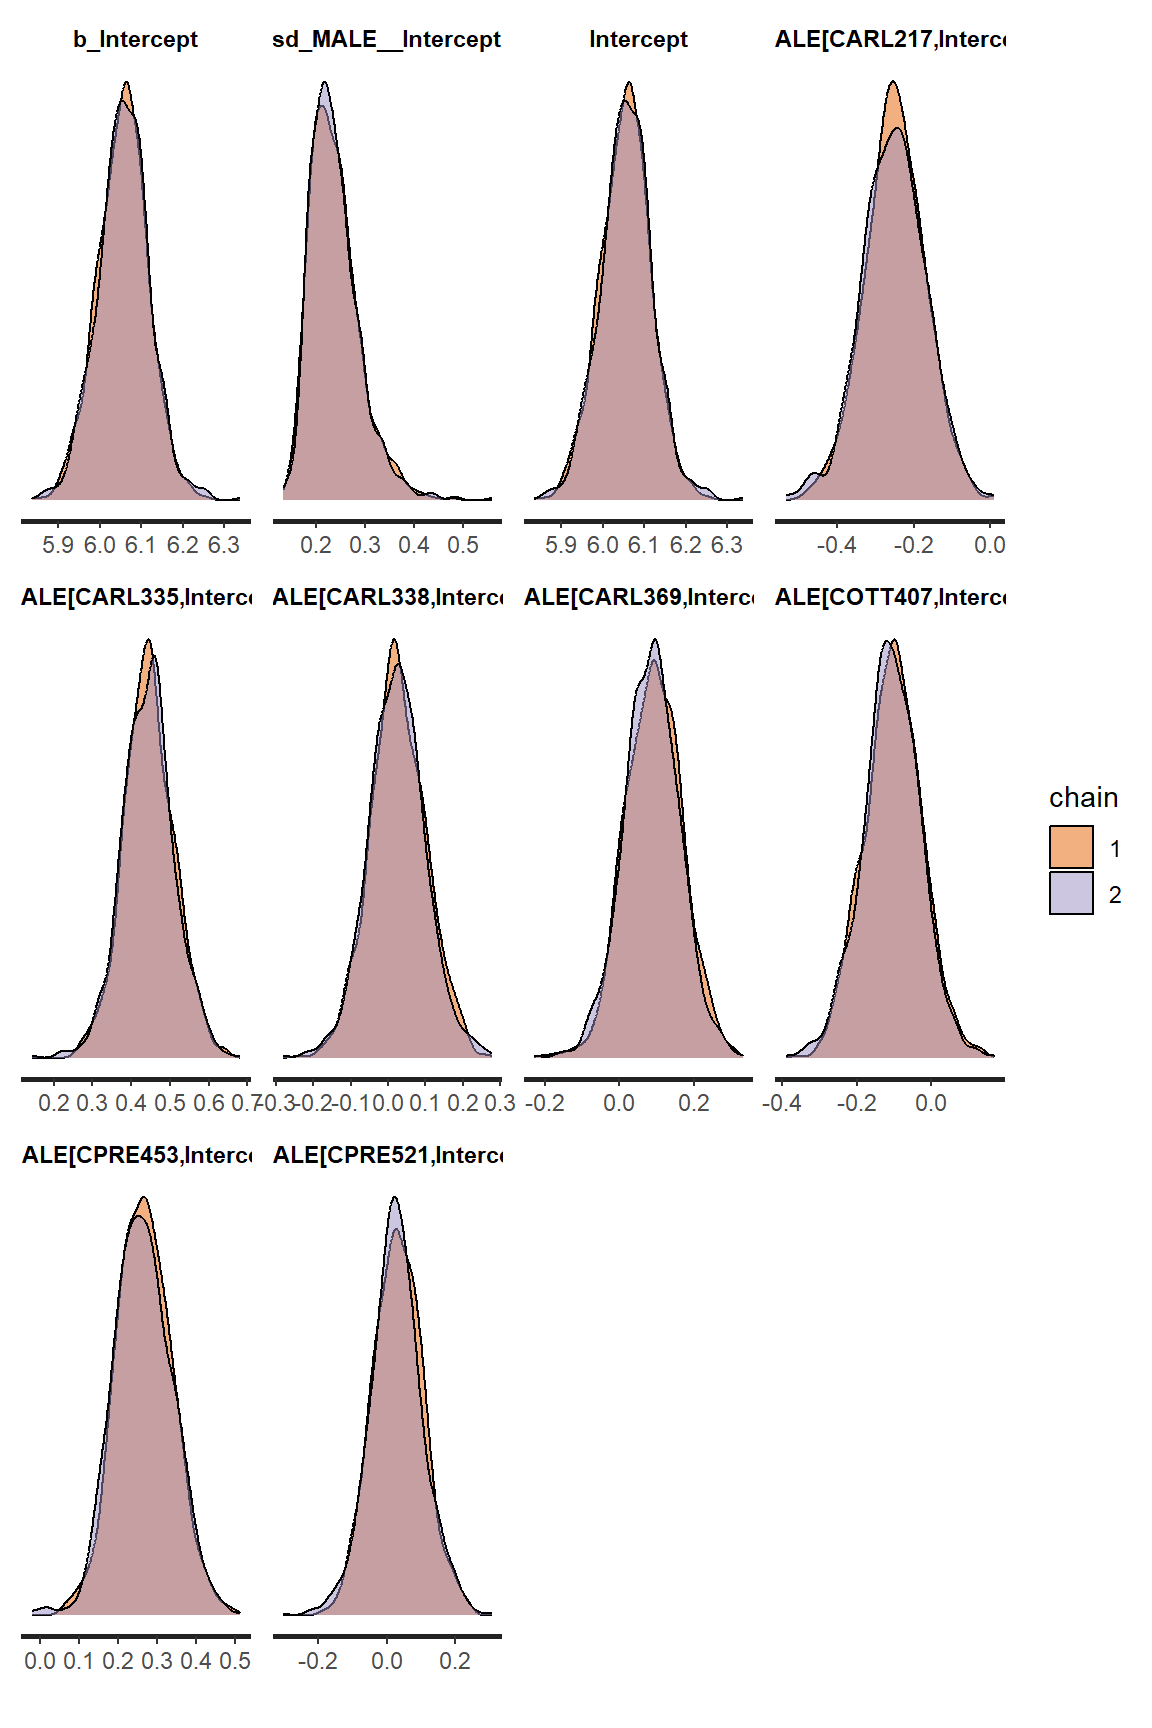 b_Intercept sd_MALE__Intercept Intercept ALE[CARL217,Interc
5.9 6.0 6.1 6.2 6.3 0.2 0.3 0.4 0.5 5.9 6.0 6.1 6.2 6.3 -0.4 -0.2 0.0
ALE[CARL335,Interc ALE[CARL338,Interc ALE[CARL369,Interc ALE[COTT407,Interc
0.2 0.3 0.4 0.5 0.6 0.7 -0.3 -0.2 -0.1 0.0 0.1 0.2 0.3 -0.2 0.0 0.2 -0.4 -0.2 0.0
chain
1
2
ALE[CPRE453,Interc ALE[CPRE521,Interc
0.0 0.1 0.2 0.3 0.4 0.5 -0.2 0.0 0.2